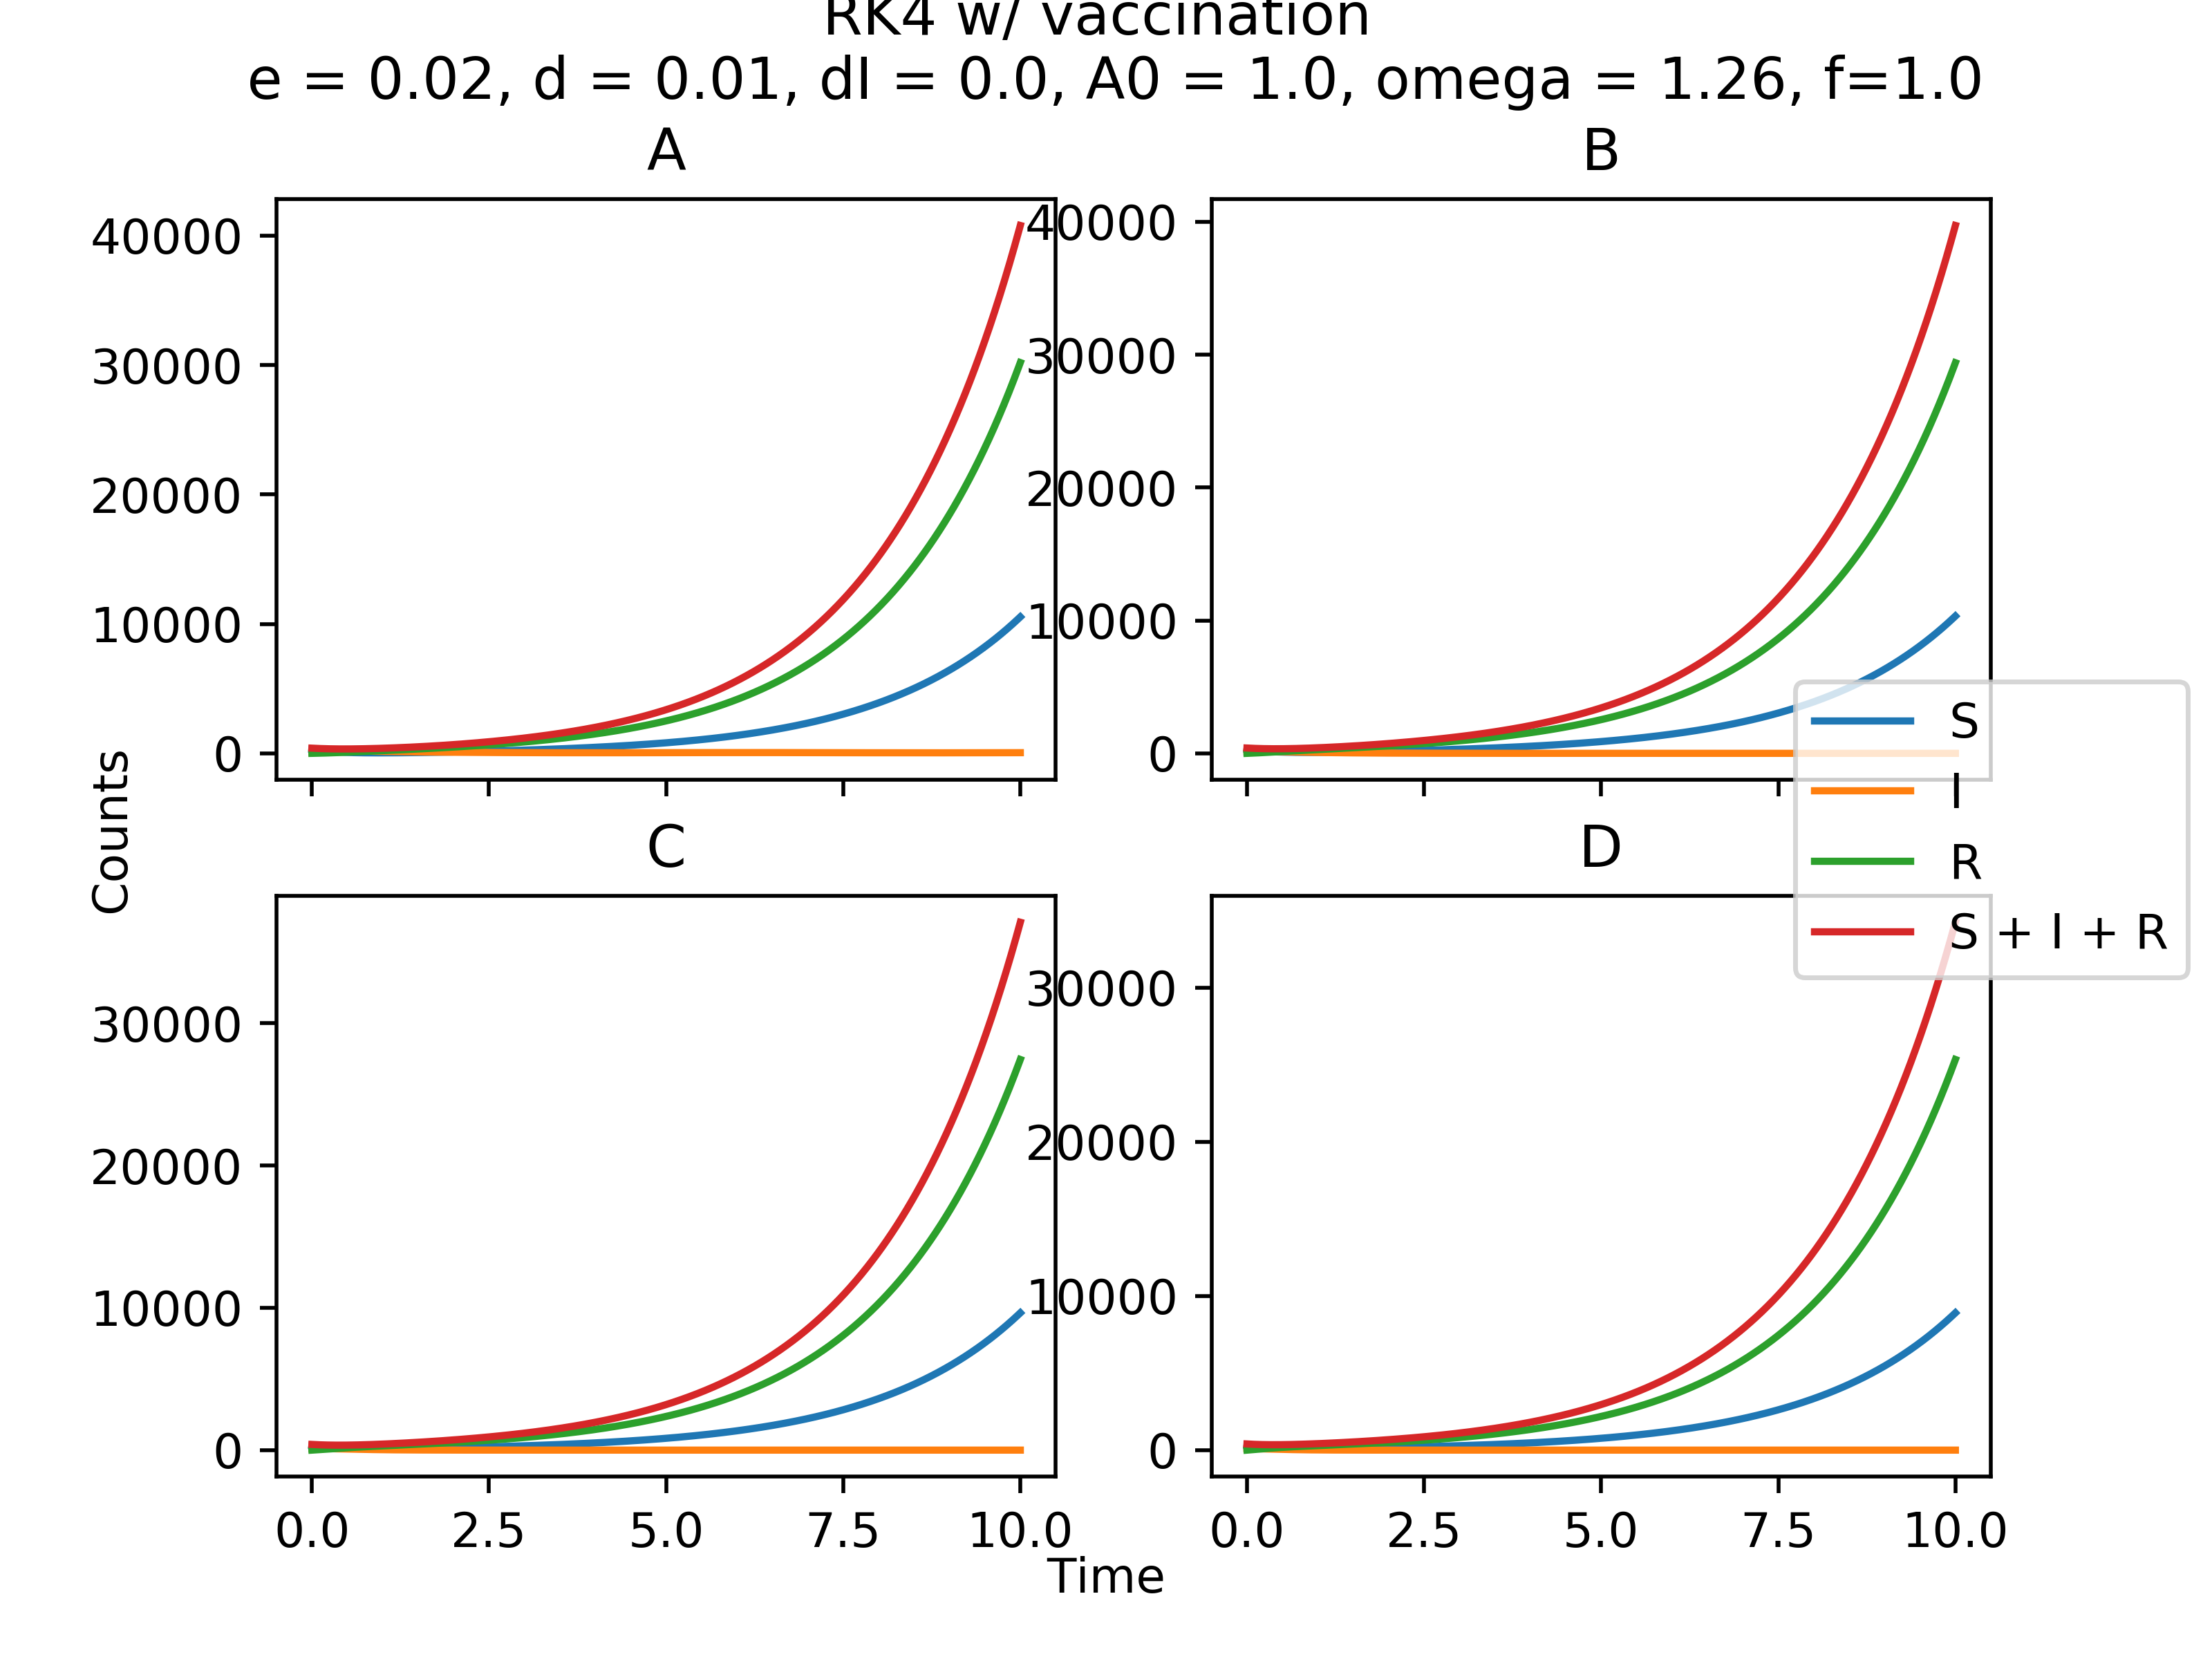 RK4 w/ vaccination
e = 0.02, d = 0.01, dI = 0.0, A0 = 1.0, omega = 1.26, f=1.0
A
B
40000
30000
20000
10000
0
40000
30000
20000
10000
0
Counts
S
I
R
S + I + R
C
D
30000
20000
10000
0
30000
20000
10000
0
0.0 2.5 5.0 7.5 10.0
0.0 2.5 5.0 7.5 10.0
Time